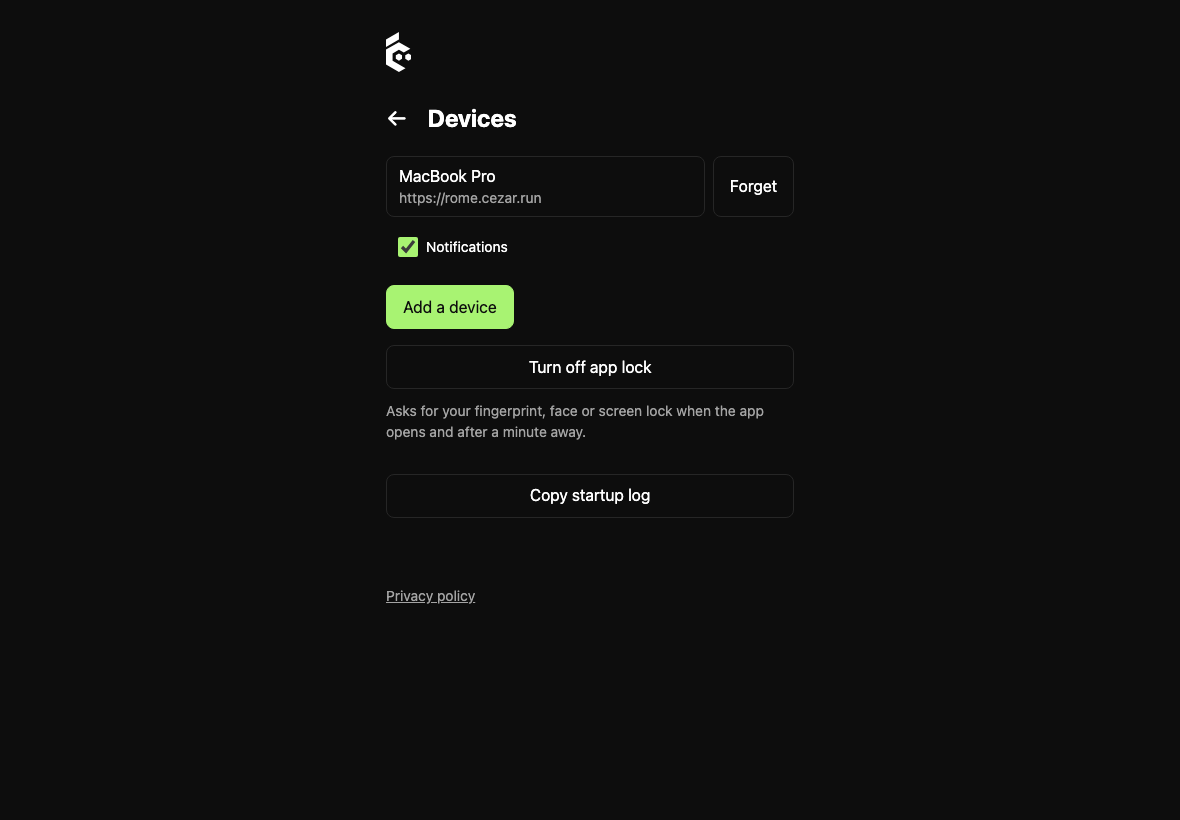 Devices
MacBook Pro
https://rome.cezar.run
Forget
Notifications
Add a device
Turn off app lock
Asks for your fingerprint, face or screen lock when the app
opens and after a minute away.
Copy startup log
Privacy policy